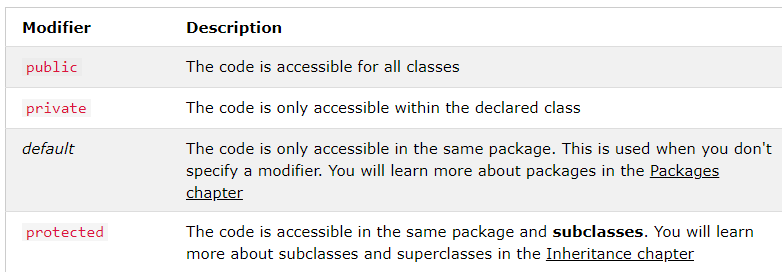 Modifier Description
public The code is accessible for all classes
private The code is only accessible within the declared class
default The code is only accessible in the same package. This is used when you don't
specify a modifier. You will learn more about packages in the Packages
chapter
protected The code is accessible in the same package and subclasses. You will learn
more about subclasses and superclasses in the Inheritance chapter